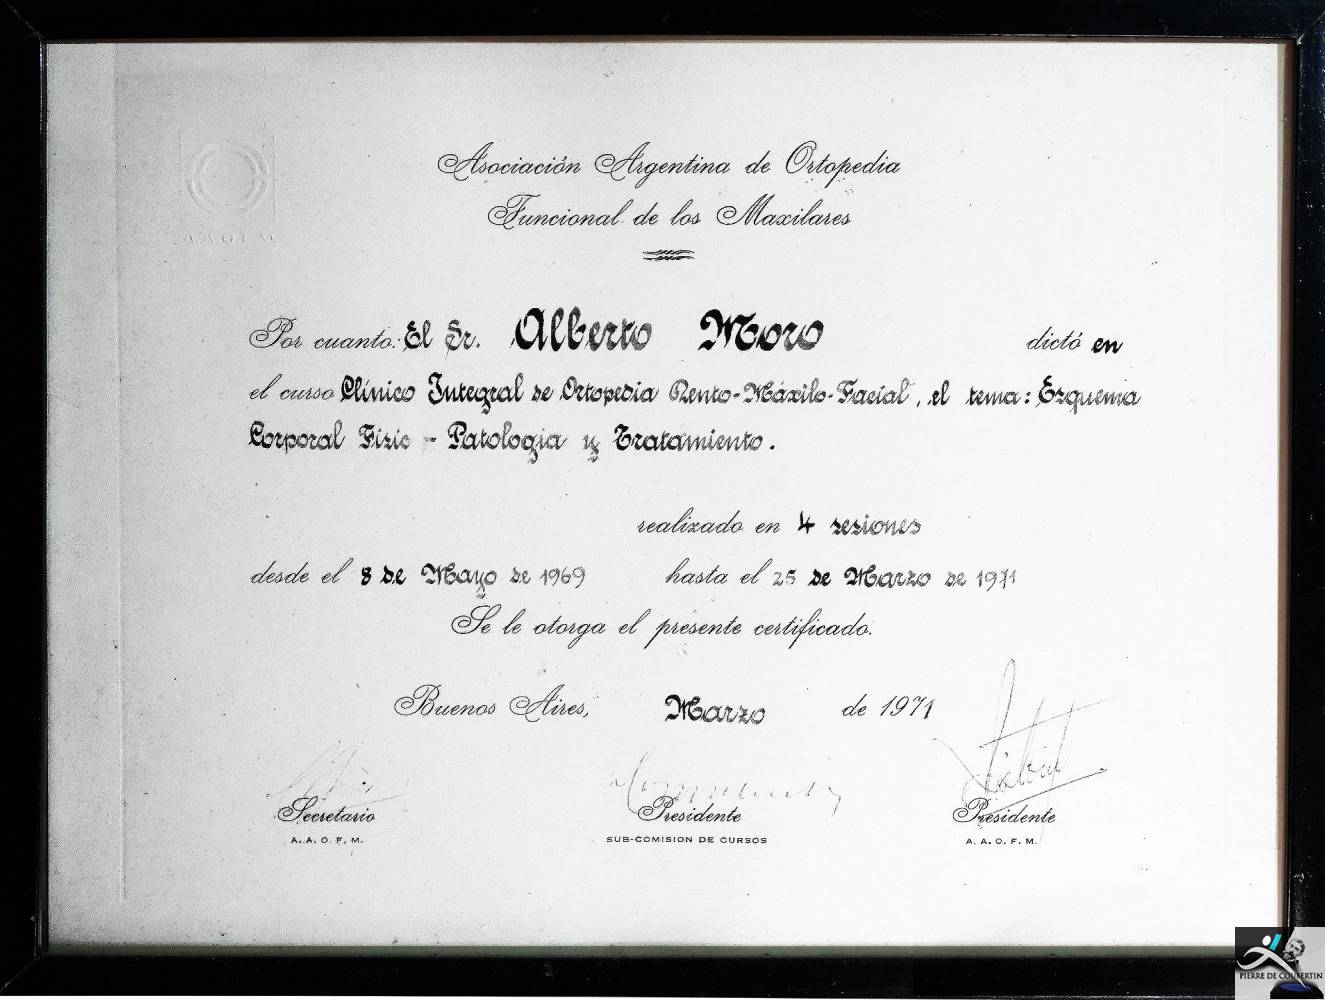 A A O F M
Asociación Argentina de Ortopedia
Funcional de los Maxilares
Por cuanto: El Sr. Alberto Moro dictó en
el curso Clínico Integral de Ortopedia Dento-Máxilo-Facial, el tema: Esquema
Corporal Fisio - Patología y Tratamiento.
realizado en 4 sesiones
desde el 8 de Mayo de 1969 hasta el 25 de Marzo de 1971
Se le otorga el presente certificado.
Buenos Aires, Marzo de 1971
Secretario Presidente Presidente
A. A. O. F. M. SUB-COMISION DE CURSOS A. A. O. F. M.
PIERRE DE COUBERTIN